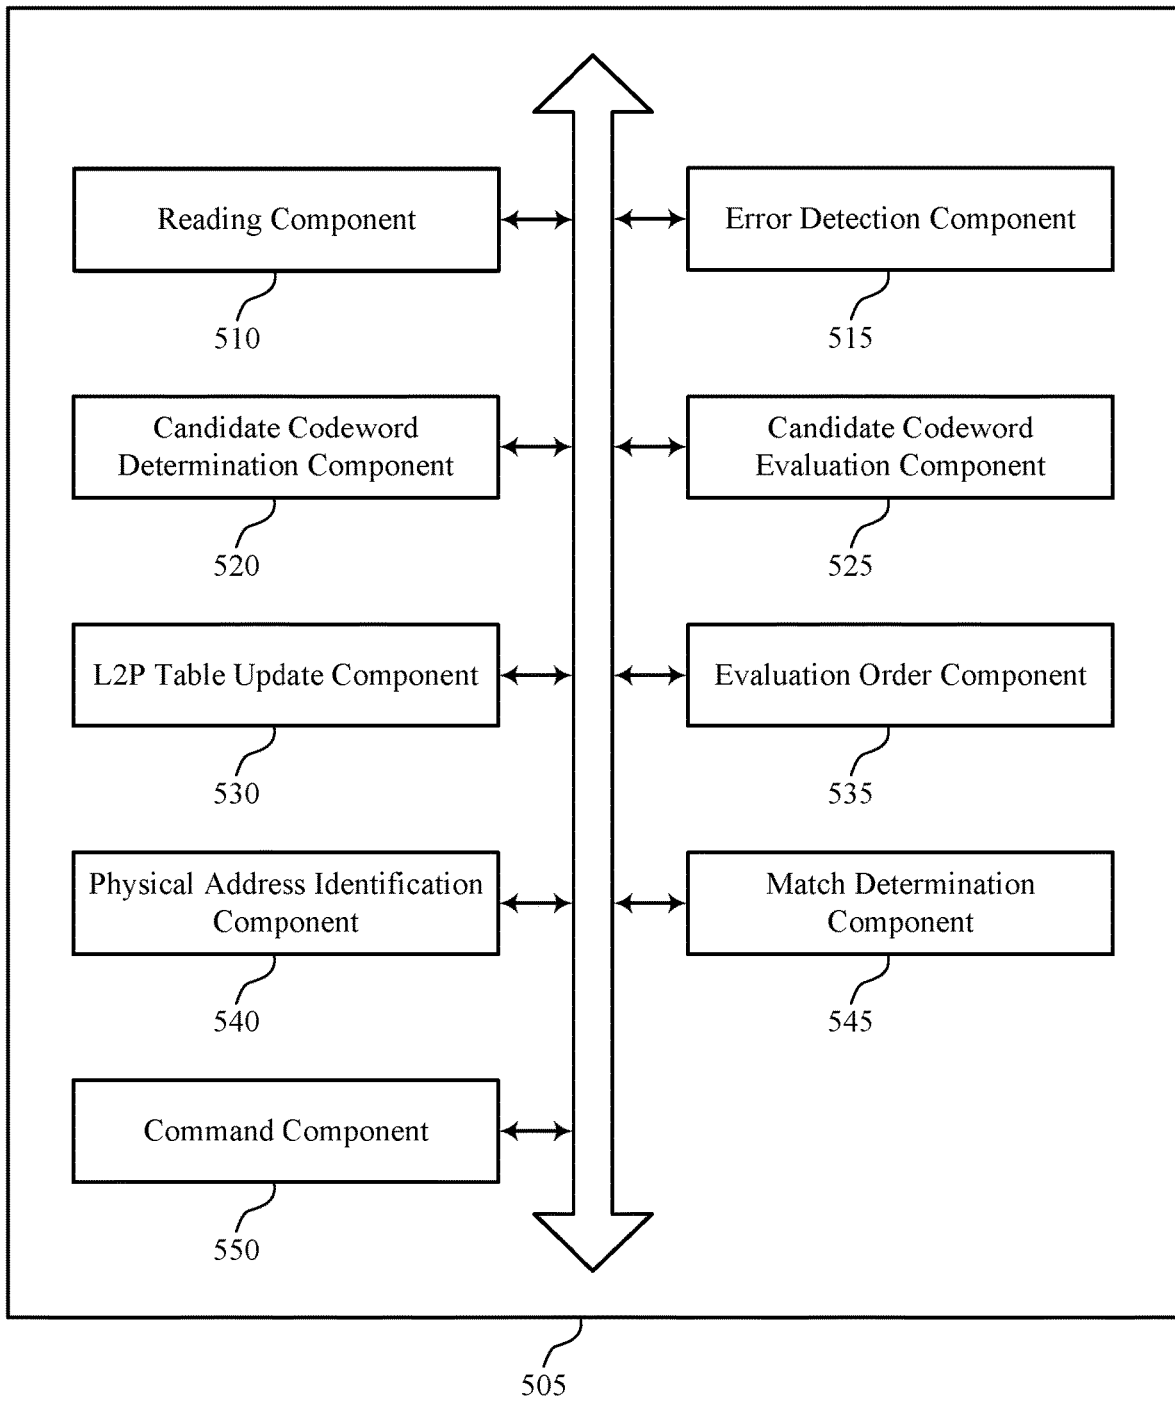 Reading Component
510
Error Detection Component
515
Candidate Codeword
Determination Component
520
Candidate Codeword
Evaluation Component
525
L2P Table Update Component
530
Evaluation Order Component
535
Physical Address Identification
Component
540
Match Determination
Component
545
Command Component
550
505